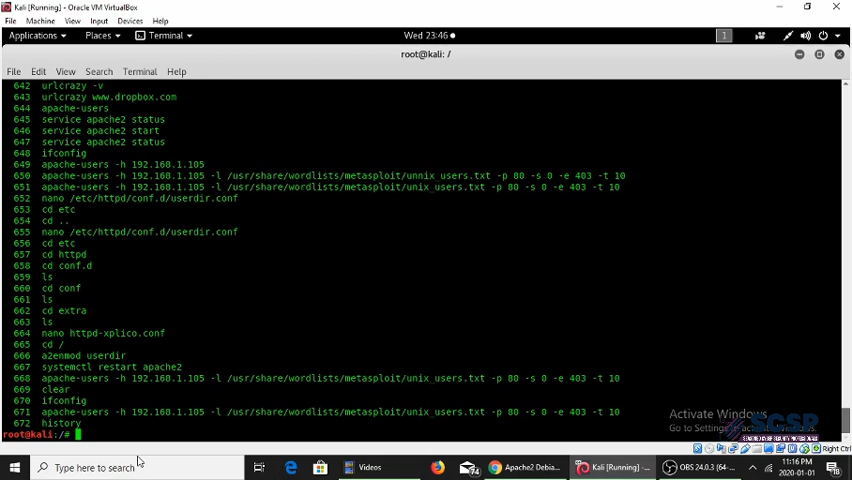 Kali [Running] - Oracle VM VirtualBox
File Machine View Input Devices Help
Applications Places Terminal Wed 23:46 1
root@kali: /
File Edit View Search Terminal Help
642 urlcrazy -v
643 urlcrazy www.dropbox.com
644 apache-users
645 service apache2 status
646 service apache2 start
647 service apache2 status
648 ifconfig
649 apache-users -h 192.168.1.105
650 apache-users -h 192.168.1.105 -l /usr/share/wordlists/metasploit/unnix_users.txt -p 80 -s 0 -e 403 -t 10
651 apache-users -h 192.168.1.105 -l /usr/share/wordlists/metasploit/unix_users.txt -p 80 -s 0 -e 403 -t 10
652 nano /etc/httpd/conf.d/userdir.conf
653 cd etc
654 cd ..
655 nano /etc/httpd/conf.d/userdir.conf
656 cd etc
657 cd httpd
658 cd conf.d
659 ls
660 cd conf
661 ls
662 cd extra
663 ls
664 nano httpd-xplico.conf
665 cd /
666 a2enmod userdir
667 systemctl restart apache2
668 apache-users -h 192.168.1.105 -l /usr/share/wordlists/metasploit/unix_users.txt -p 80 -s 0 -e 403 -t 10
669 clear
670 ifconfig
671 apache-users -h 192.168.1.105 -l /usr/share/wordlists/metasploit/unix_users.txt -p 80 -s 0 -e 403 -t 10
672 history
root@kali:/#
Activate Windows
Go to Settings to activate Windows.
SCSP
Right Ctrl
Type here to search
Videos
74
Apache2 Debia...
Kali [Running] -...
OBS 24.0.3 (64-...
11:16 PM
2020-01-01
18